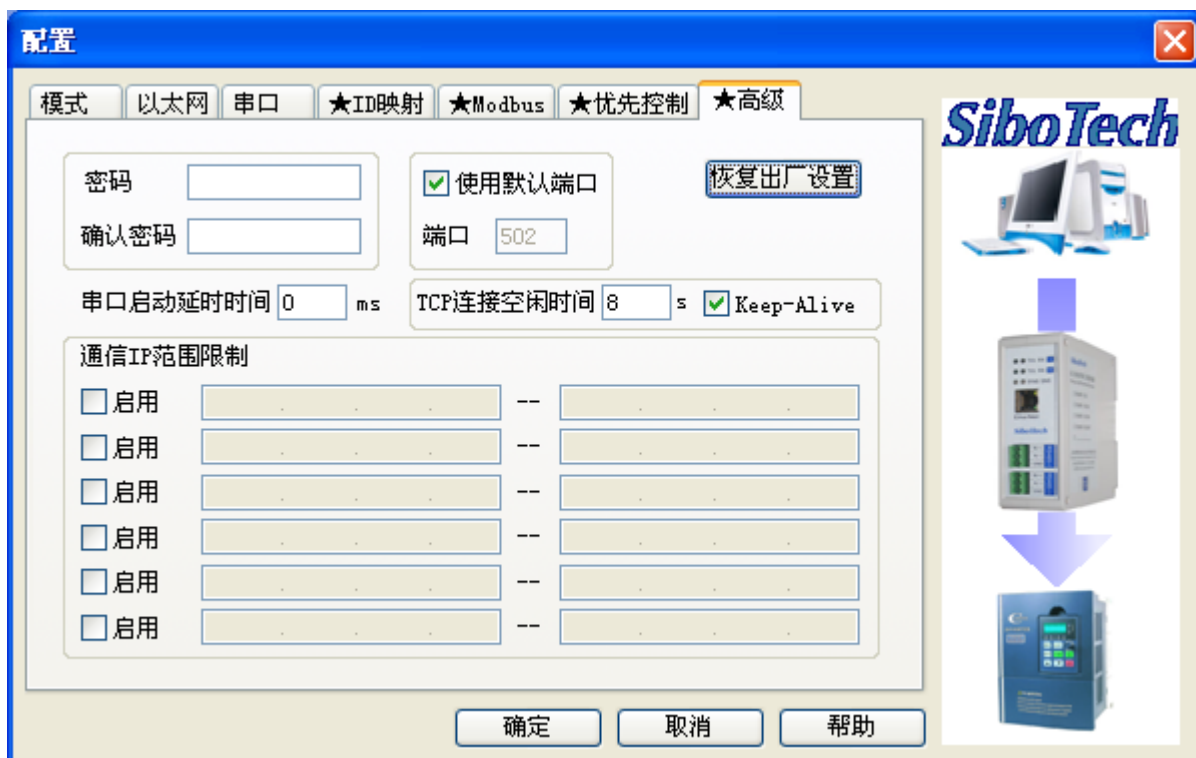 配置
模式 以太网 串口 ★ID映射 ★Modbus ★优先控制 ★高级
SiboTech
密码
使用默认端口
恢复出厂设置
确认密码
端口 502
串口启动延时时间 0 ms
TCP连接空闲时间 8 s Keep-Alive
通信IP范围限制
启用 . . . -- . . .
启用 . . . -- . . .
启用 . . . -- . . .
启用 . . . -- . . .
启用 . . . -- . . .
启用 . . . -- . . .
确定 取消 帮助